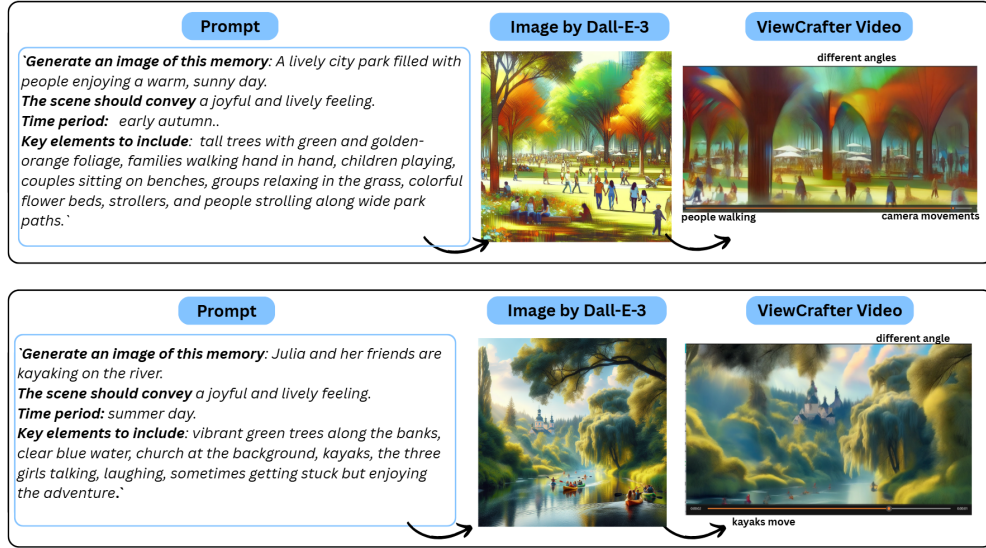 Prompt
Image by Dall-E-3
ViewCrafter Video
`Generate an image of this memory: A lively city park filled with
people enjoying a warm, sunny day.
The scene should convey a joyful and lively feeling.
Time period: early autumn..
Key elements to include: tall trees with green and golden-
orange foliage, families walking hand in hand, children playing,
couples sitting on benches, groups relaxing in the grass, colorful
flower beds, strollers, and people strolling along wide park
paths.`
different angles
people walking
camera movements
Prompt
Image by Dall-E-3
ViewCrafter Video
`Generate an image of this memory: Julia and her friends are
kayaking on the river.
The scene should convey a joyful and lively feeling.
Time period: summer day.
Key elements to include: vibrant green trees along the banks,
clear blue water, church at the background, kayaks, the three
girls talking, laughing, sometimes getting stuck but enjoying
the adventure.`
different angle
kayaks move